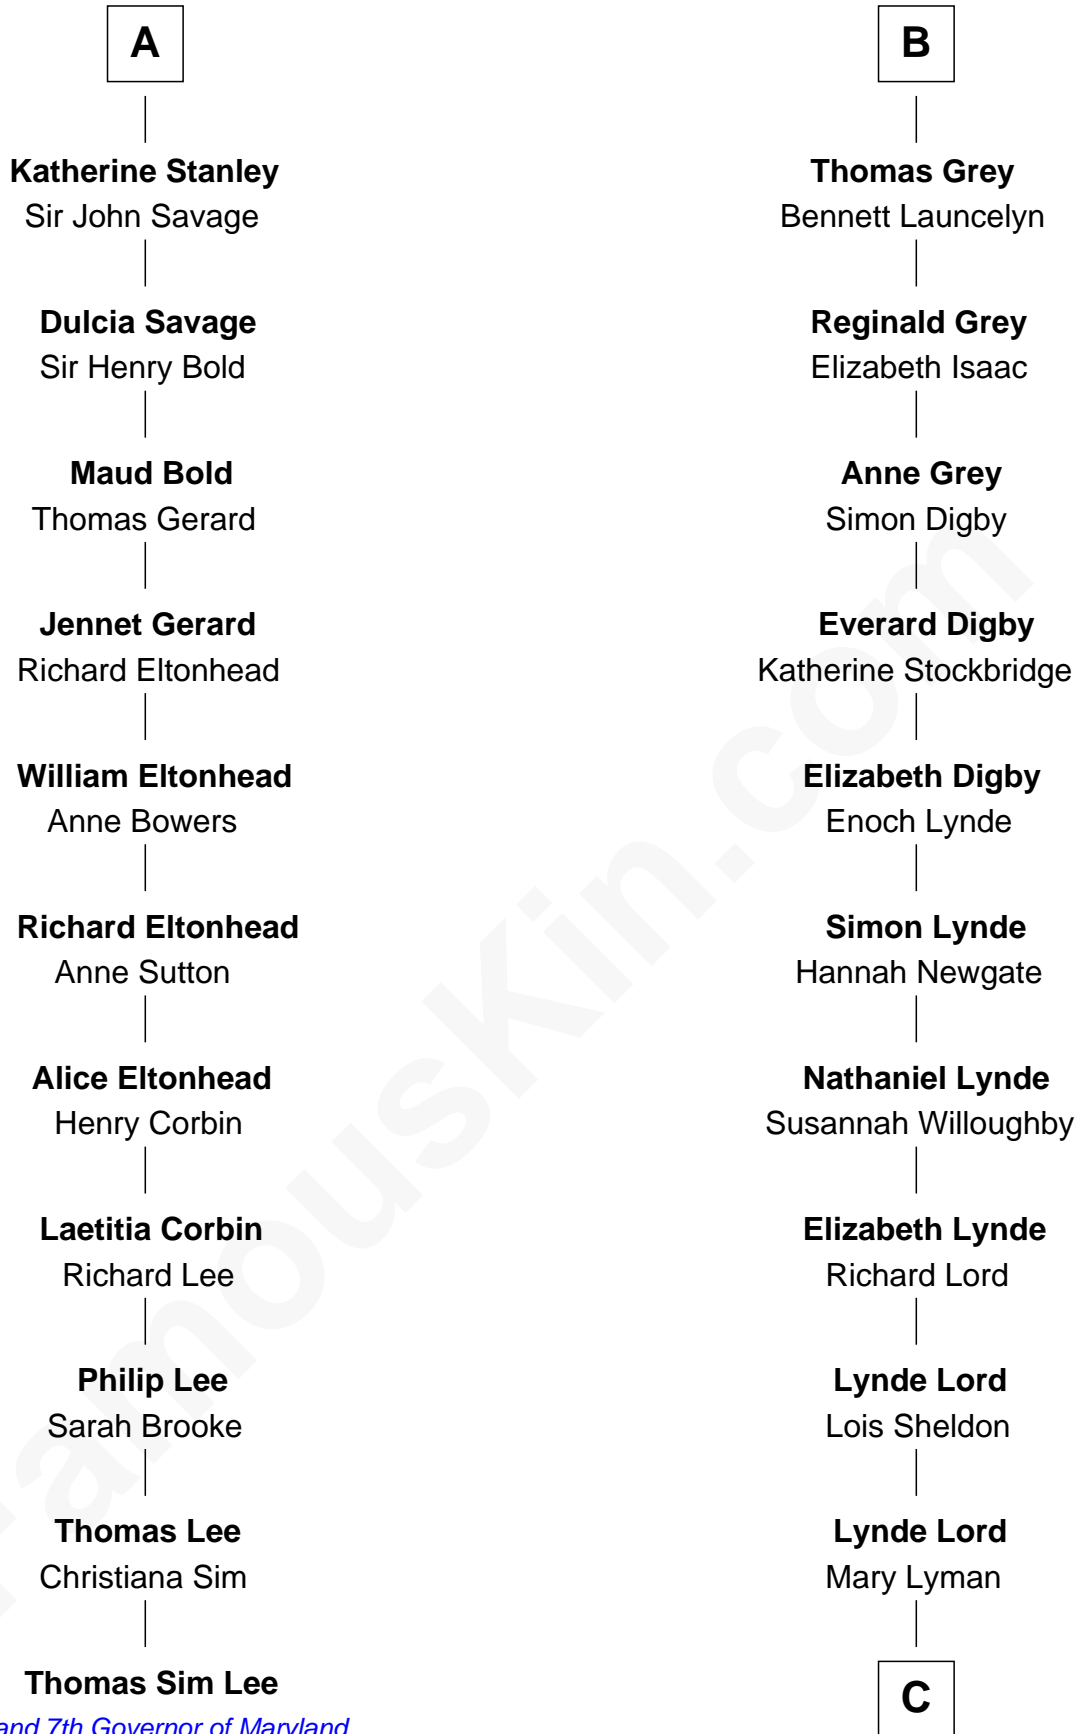 A
Katherine Stanley
Sir John Savage
Dulcia Savage
Sir Henry Bold
Maud Bold
Thomas Gerard
Jennet Gerard
Richard Eltonhead
William Eltonhead
Anne Bowers
Richard Eltonhead
Anne Sutton
Alice Eltonhead
Henry Corbin
Laetitia Corbin
Richard Lee
Philip Lee
Sarah Brooke
Thomas Lee
Christiana Sim
Thomas Sim Lee
and 7th Governor of Maryland
B
Thomas Grey
Bennett Launcelyn
Reginald Grey
Elizabeth Isaac
Anne Grey
Simon Digby
Everard Digby
Katherine Stockbridge
Elizabeth Digby
Enoch Lynde
Simon Lynde
Hannah Newgate
Nathaniel Lynde
Susannah Willoughby
Elizabeth Lynde
Richard Lord
Lynde Lord
Lois Sheldon
Lynde Lord
Mary Lyman
C
FamousKin.com